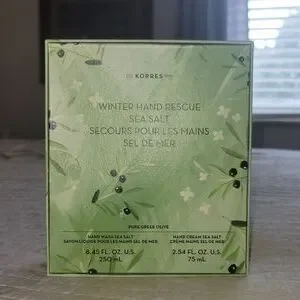 KORRES
WINTER HAND RESCUE
SEA SALT
SECOURS POUR LES MAINS
SEL DE MER
PURE GREEK OLIVE
HAND WASH SEA SALT
SAVON LIQUIDE POUR LES MAINS SEL DE MER
8.45 FL. OZ. U.S.
250 mL
HAND CREAM SEA SALT
CRÈME MAINS SEL DE MER
2.54 FL. OZ. U.S.
75 mL